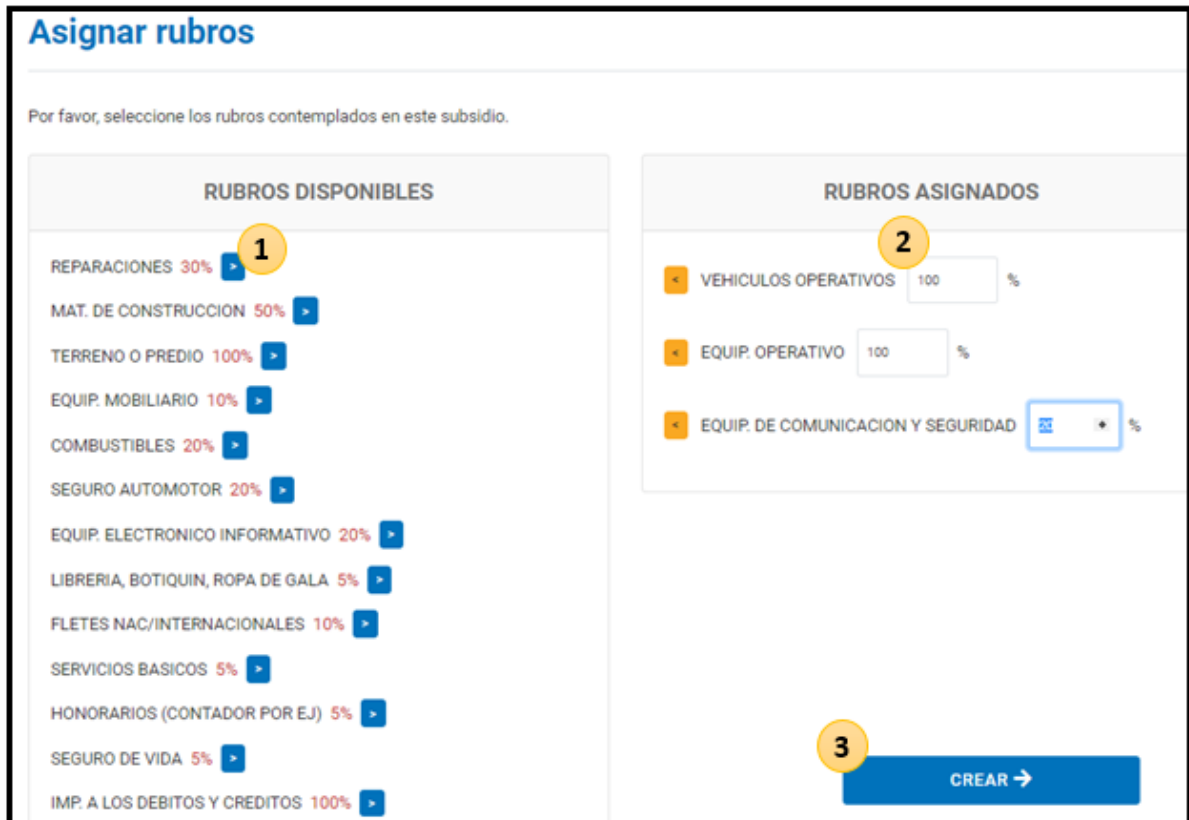 Asignar rubros
Por favor, seleccione los rubros contemplados en este subsidio.
RUBROS DISPONIBLES
1
REPARACIONES 30% >
MAT. DE CONSTRUCCION 50% >
TERRENO O PREDIO 100% >
EQUIP. MOBILIARIO 10% >
COMBUSTIBLES 20% >
SEGURO AUTOMOTOR 20% >
EQUIP. ELECTRONICO INFORMATIVO 20% >
LIBRERIA, BOTIQUIN, ROPA DE GALA 5% >
FLETES NAC/INTERNACIONALES 10% >
SERVICIOS BASICOS 5% >
HONORARIOS (CONTADOR POR EJ) 5% >
SEGURO DE VIDA 5% >
IMP. A LOS DEBITOS Y CREDITOS 100% >
RUBROS ASIGNADOS
2
< VEHICULOS OPERATIVOS 100 %
< EQUIP. OPERATIVO 100 %
< EQUIP. DE COMUNICACION Y SEGURIDAD 20 %
3
CREAR →